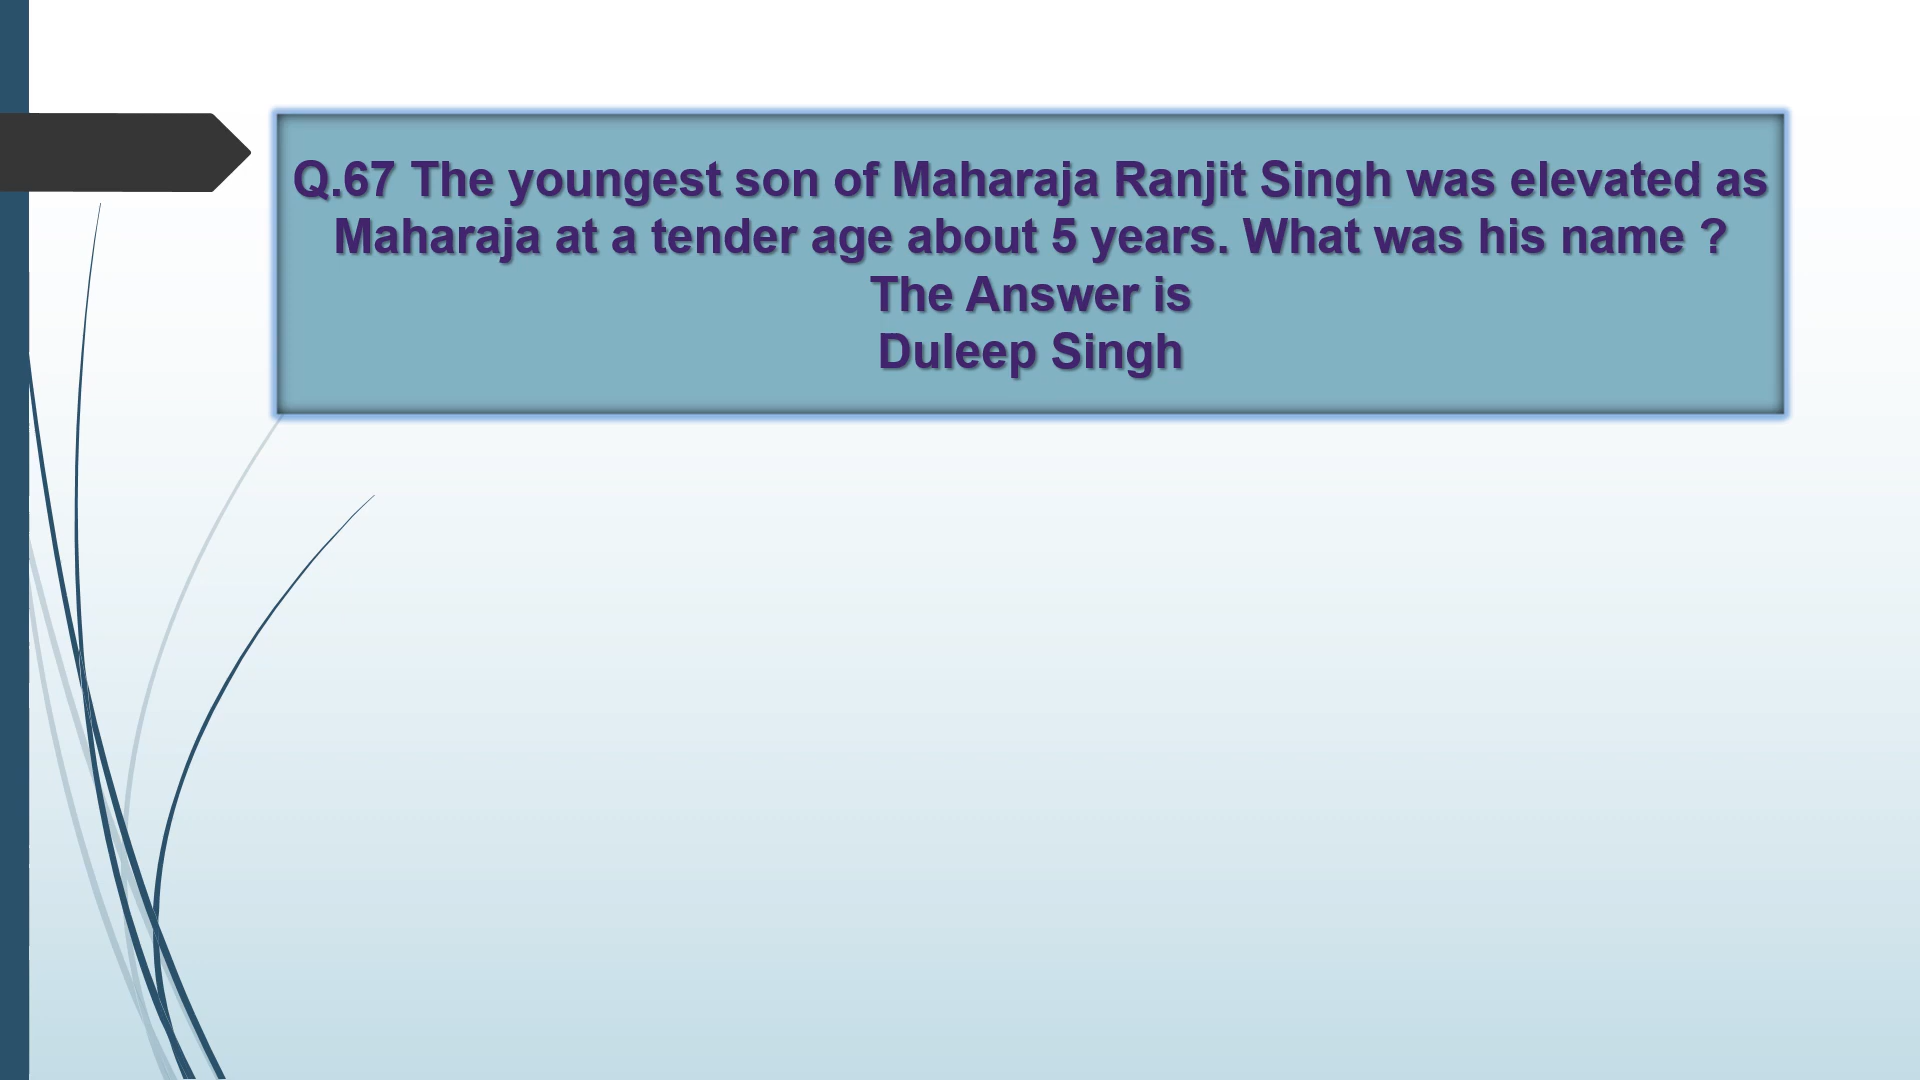 Q.67 The youngest son of Maharaja Ranjit Singh was elevated as
Maharaja at a tender age about 5 years. What was his name ?
The Answer is
Duleep Singh